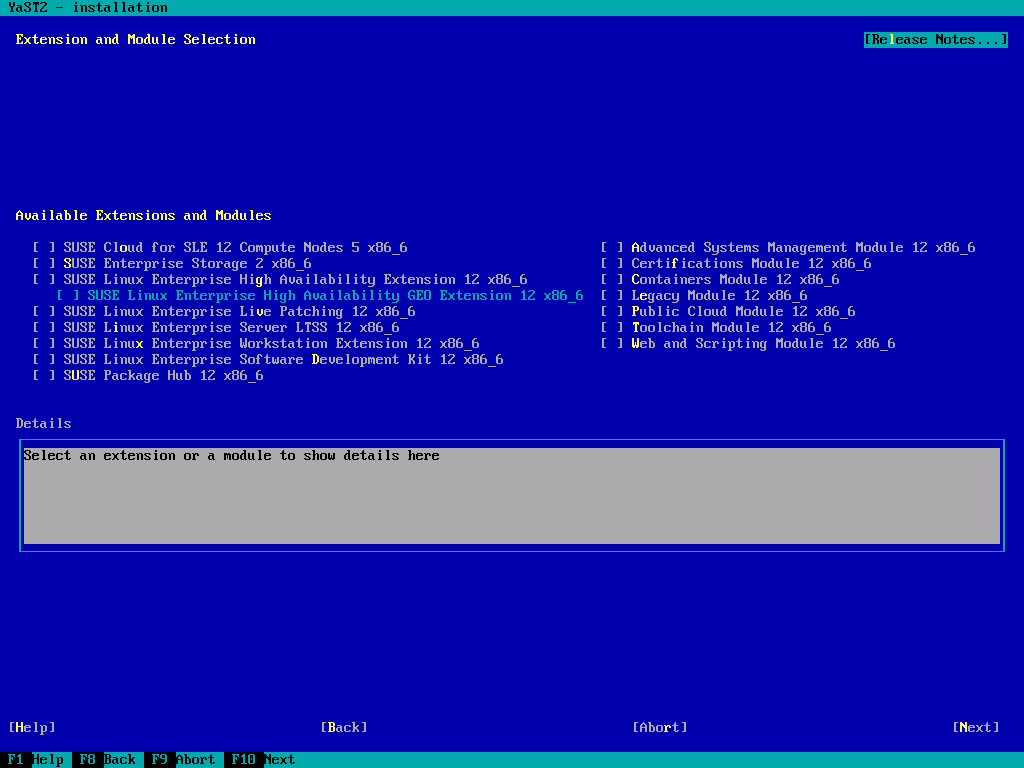 YaST2 - installation
Extension and Module Selection [Release Notes...]
Available Extensions and Modules
[ ] SUSE Cloud for SLE 12 Compute Nodes 5 x86_6
[ ] SUSE Enterprise Storage 2 x86_6
[ ] SUSE Linux Enterprise High Availability Extension 12 x86_6
[ ] SUSE Linux Enterprise High Availability GEO Extension 12 x86_6
[ ] SUSE Linux Enterprise Live Patching 12 x86_6
[ ] SUSE Linux Enterprise Server LTSS 12 x86_6
[ ] SUSE Linux Enterprise Workstation Extension 12 x86_6
[ ] SUSE Linux Enterprise Software Development Kit 12 x86_6
[ ] SUSE Package Hub 12 x86_6
[ ] Advanced Systems Management Module 12 x86_6
[ ] Certifications Module 12 x86_6
[ ] Containers Module 12 x86_6
[ ] Legacy Module 12 x86_6
[ ] Public Cloud Module 12 x86_6
[ ] Toolchain Module 12 x86_6
[ ] Web and Scripting Module 12 x86_6
Details
Select an extension or a module to show details here
[Help] [Back] [Abort] [Next]
F1 Help F8 Back F9 Abort F10 Next